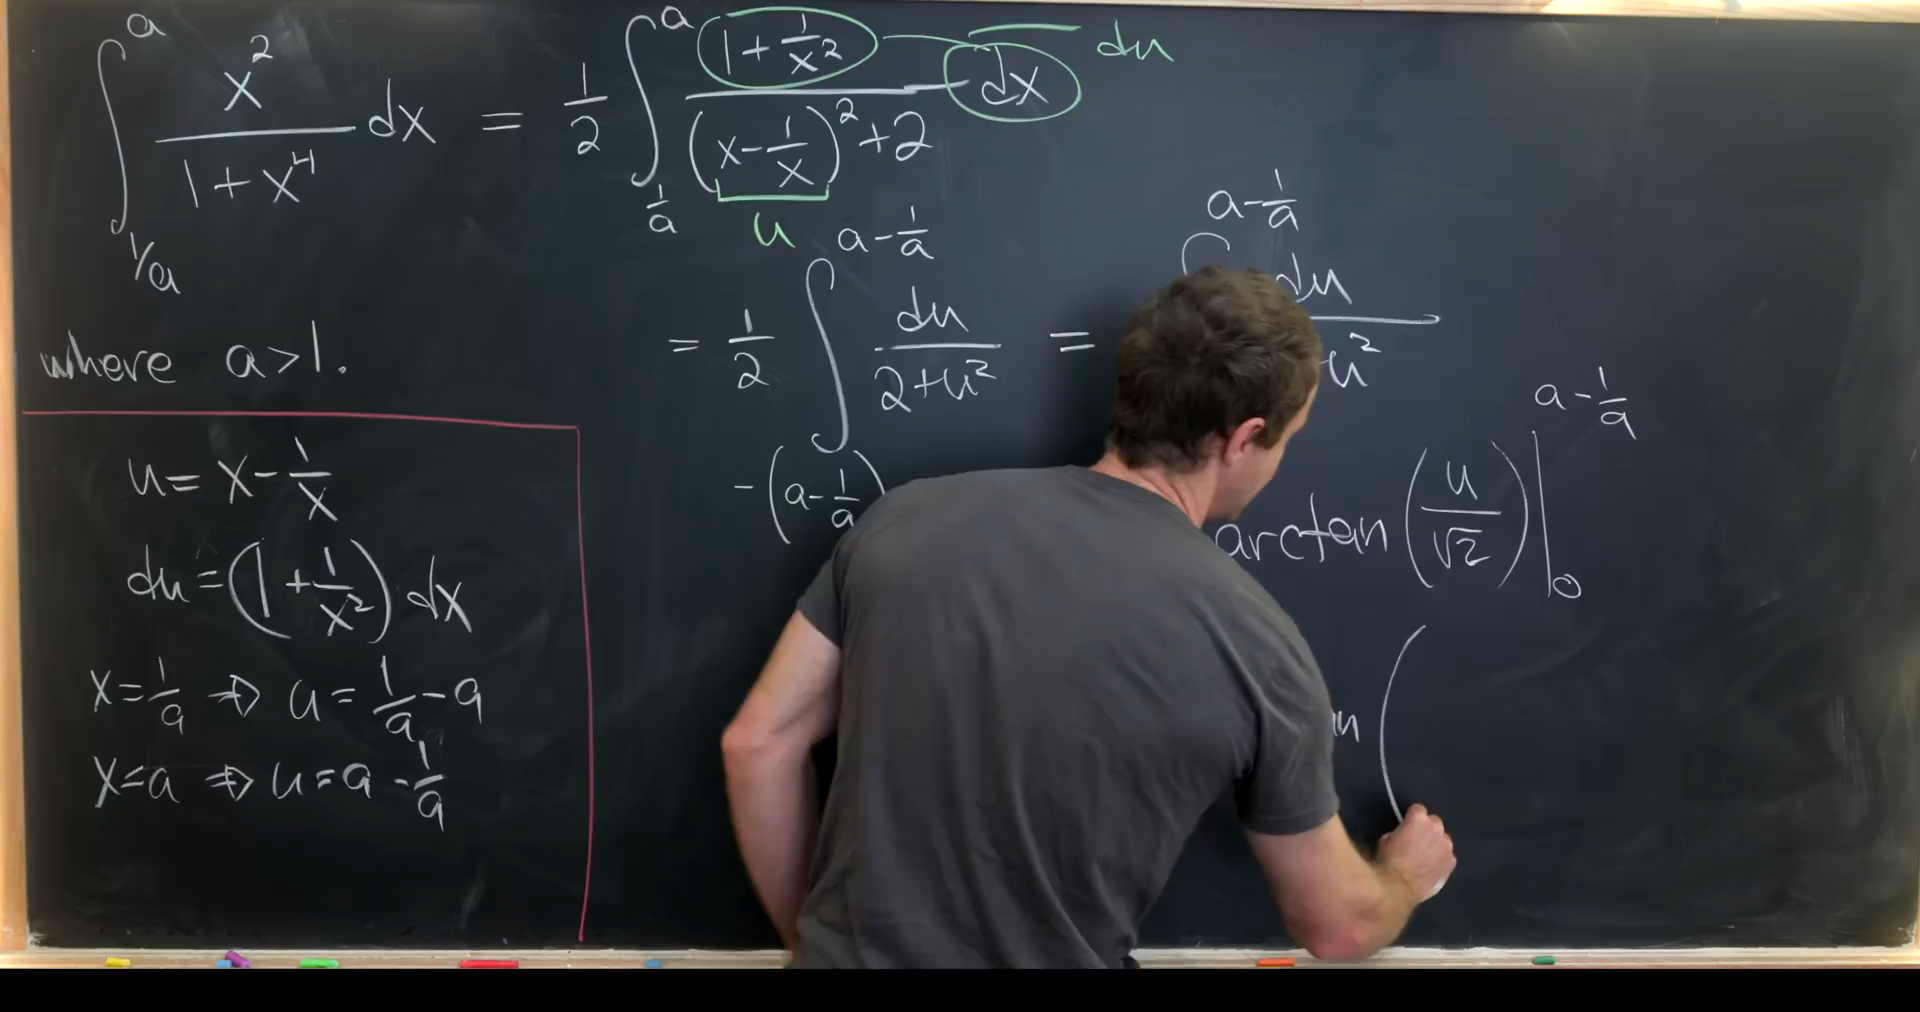 ∫_{1/a}^{a} x²/(1+x⁴) dx = 1/2 ∫_{1/a}^{a} (1+1/x²)/((x-1/x)²+2) dx du
u
= 1/2 ∫_{-(a-1/a)}^{a-1/a} du/(2+u²) = ∫^{a-1/a} du/ u²
where a>1.
arctan(u/√2)|_{0}^{a-1/a}
u= x-1/x
du=(1+1/x²)dx
x=1/a ⇒ u=1/a-a
x=a ⇒ u=a-1/a
(